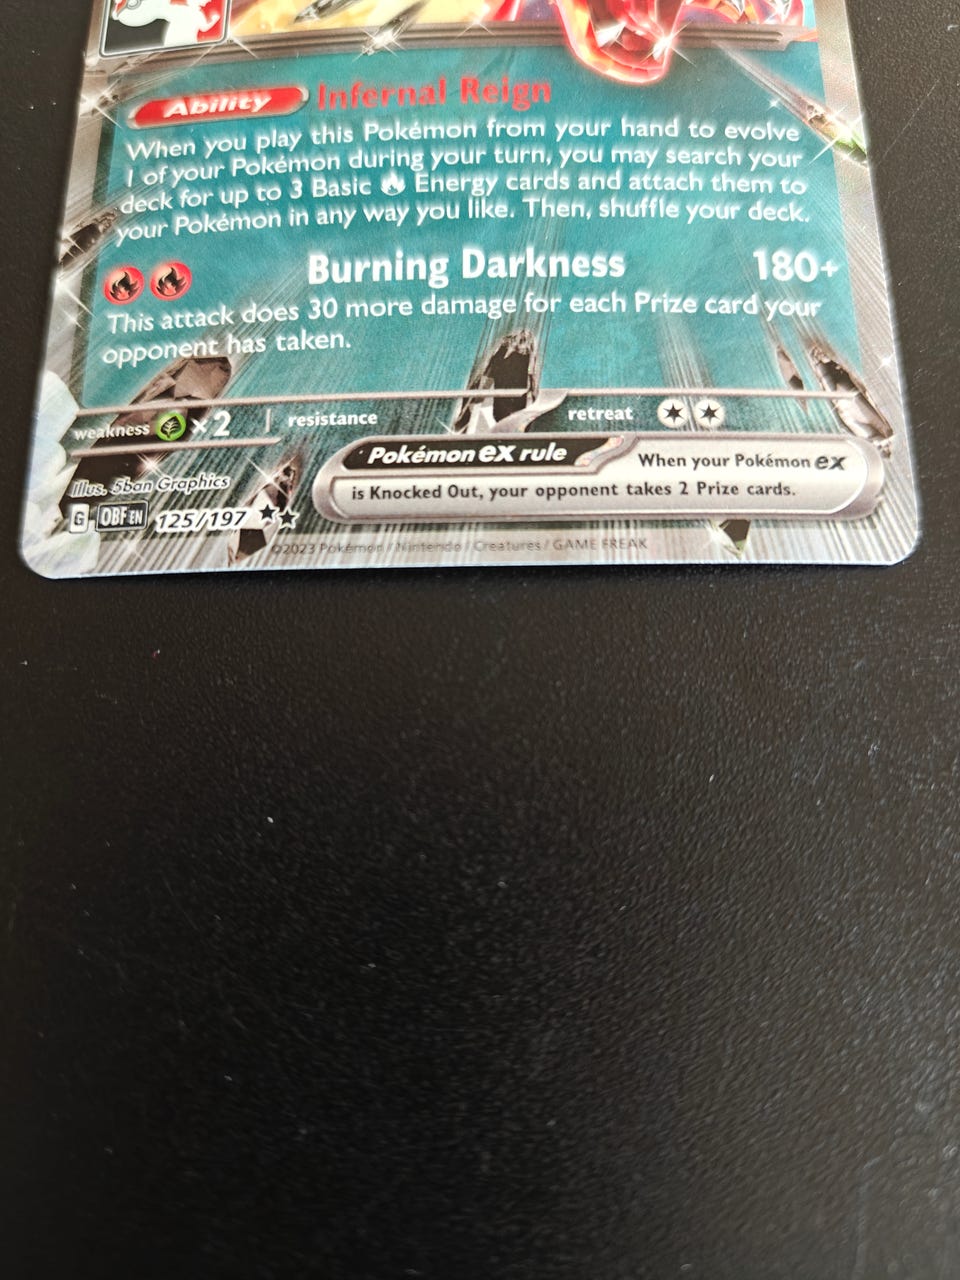 Ability Infernal Reign
When you play this Pokémon from your hand to evolve
1 of your Pokémon during your turn, you may search your
deck for up to 3 Basic Energy cards and attach them to
your Pokémon in any way you like. Then, shuffle your deck.
Burning Darkness 180+
This attack does 30 more damage for each Prize card your
opponent has taken.
weakness ×2 resistance retreat
Pokémon ex rule When your Pokémon ex
is Knocked Out, your opponent takes 2 Prize cards.
Illus. 5ban Graphics
G OBF EN 125/197
©2023 Pokémon / Nintendo / Creatures / GAME FREAK